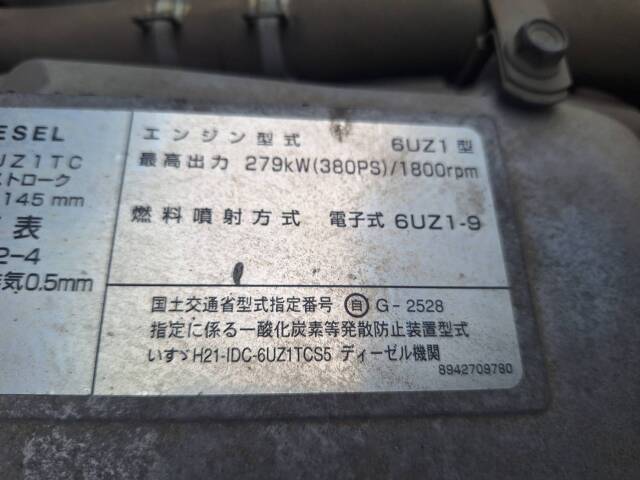 ESEL
UZ1TC
ストローク
145 mm
表
2-4
気0.5mm
エンジン型式 6UZ1型
最高出力 279kW(380PS)/1800rpm
燃料噴射方式 電子式 6UZ1-9
国土交通省型式指定番号 自 G-2528
指定に係る一酸化炭素等発散防止装置型式
いすゞH21-IDC-6UZ1TCS5 ディーゼル機関
8942709780